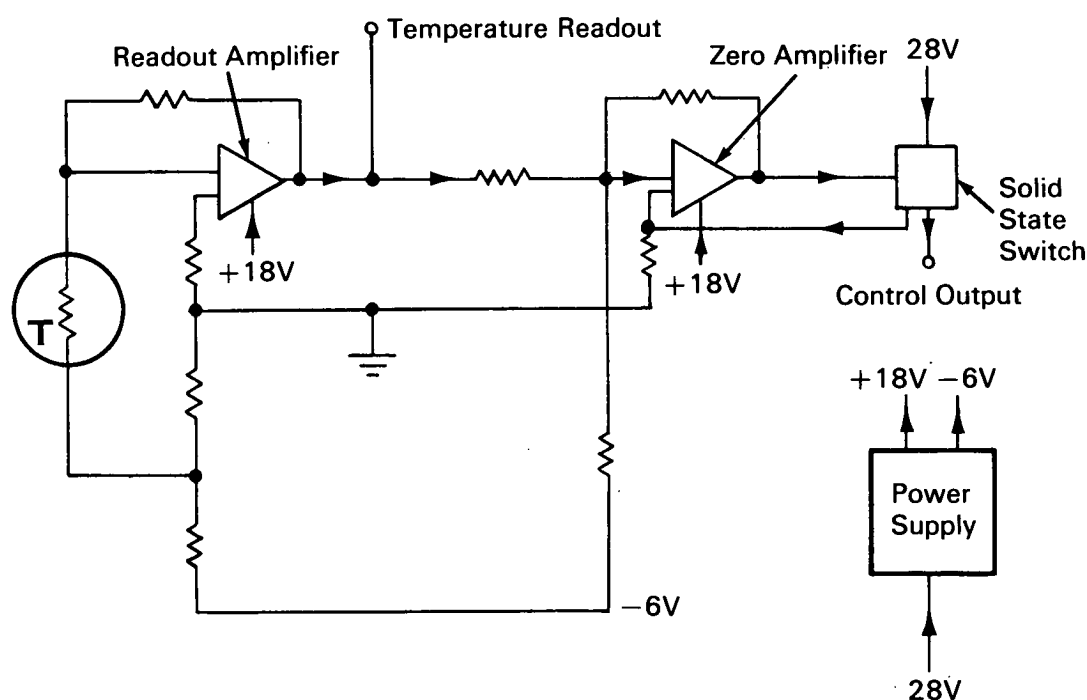 Temperature Readout
Readout Amplifier
Zero Amplifier
28V
Solid
State
Switch
+18V
+18V
Control Output
T
+18V -6V
Power
Supply
-6V
28V